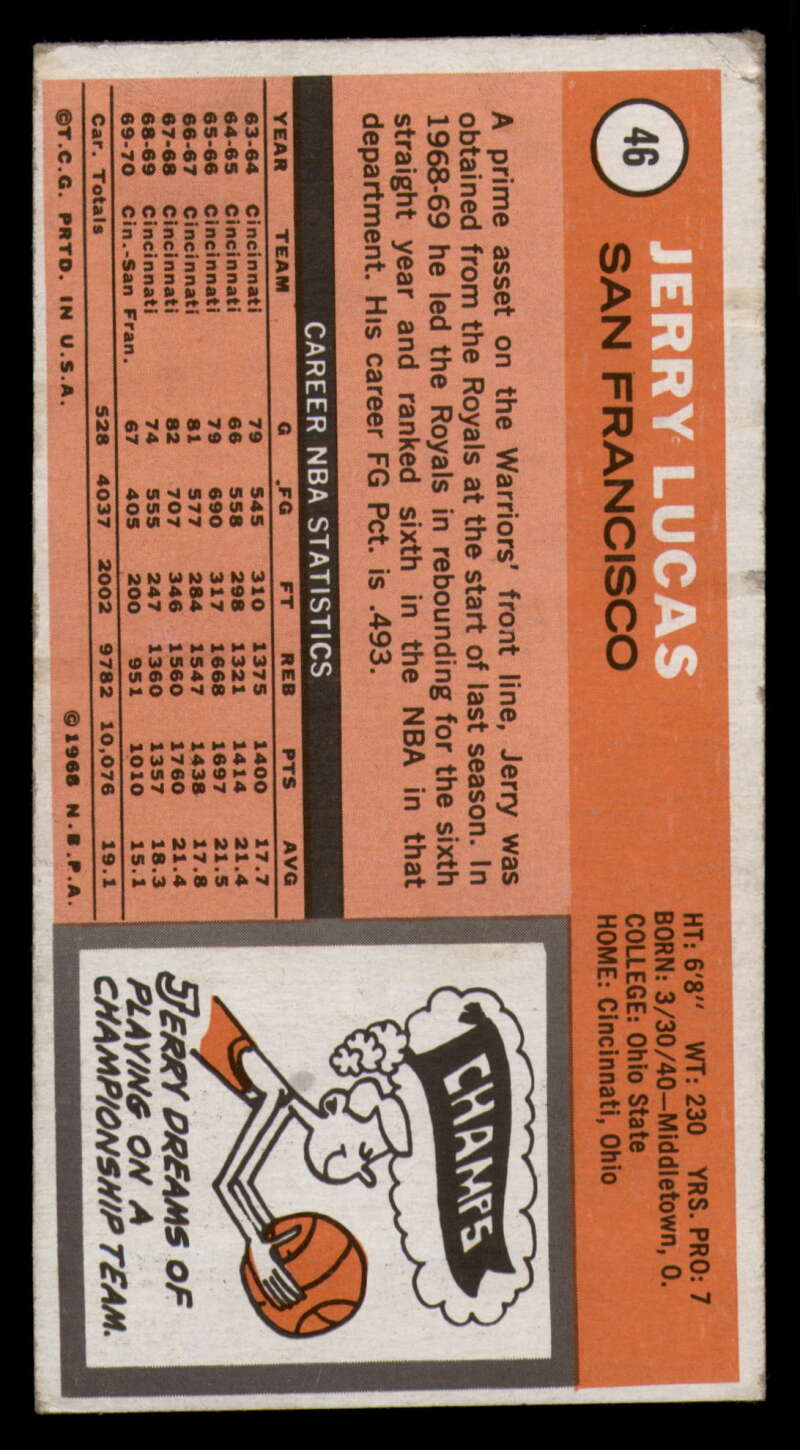 46
JERRY LUCAS
SAN FRANCISCO
HT: 6'8" WT: 230 YRS. PRO: 7
BORN: 3/30/40—Middletown, O.
COLLEGE: Ohio State
HOME: Cincinnati, Ohio
A prime asset on the Warriors' front line, Jerry was
obtained from the Royals at the start of last season. In
1968-69 he led the Royals in rebounding for the sixth
straight year and ranked sixth in the NBA in that
department. His career FG Pct. is .493.
CAREER NBA STATISTICS
YEAR TEAM G FG FT REB PTS AVG
63-64 Cincinnati 79 545 310 1375 1400 17.7
64-65 Cincinnati 66 558 298 1321 1414 21.4
65-66 Cincinnati 79 690 317 1668 1697 21.5
66-67 Cincinnati 81 577 284 1547 1438 17.8
67-68 Cincinnati 82 707 346 1560 1760 21.4
68-69 Cincinnati 74 555 247 1360 1357 18.3
69-70 Cin.-San Fran. 67 405 200 951 1010 15.1
Car. Totals 528 4037 2002 9782 10,076 19.1
©T.C.G. PRTD. IN U.S.A. ©1968 N.B.P.A.
CHAMPS
JERRY DREAMS OF
PLAYING ON A
CHAMPIONSHIP TEAM.